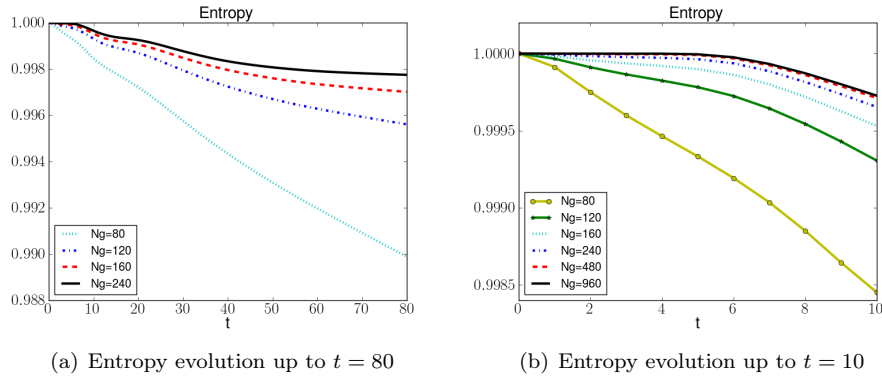 Entropy
1.000
0.998
0.996
0.994
0.992
0.990
0.988
0 10 20 30 40 50 60 70 80
t
Ng=80
Ng=120
Ng=160
Ng=240
(a) Entropy evolution up to t = 80
Entropy
1.0000
0.9995
0.9990
0.9985
0 2 4 6 8 10
t
Ng=80
Ng=120
Ng=160
Ng=240
Ng=480
Ng=960
(b) Entropy evolution up to t = 10